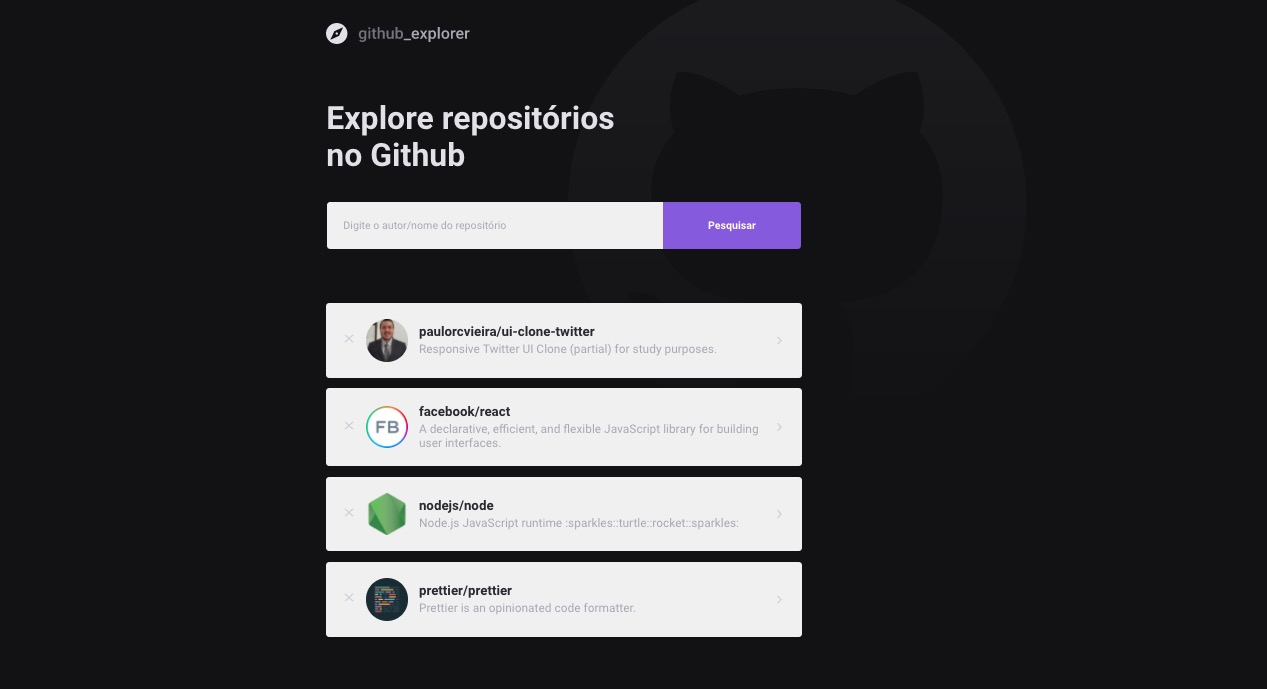 github_explorer
Explore repositórios
no Github
Digite o autor/nome do repositório
Pesquisar
paulorcvieira/ui-clone-twitter
Responsive Twitter UI Clone (partial) for study purposes.
FB
facebook/react
A declarative, efficient, and flexible JavaScript library for building
user interfaces.
nodejs/node
Node.js JavaScript runtime :sparkles::turtle::rocket::sparkles:
prettier/prettier
Prettier is an opinionated code formatter.